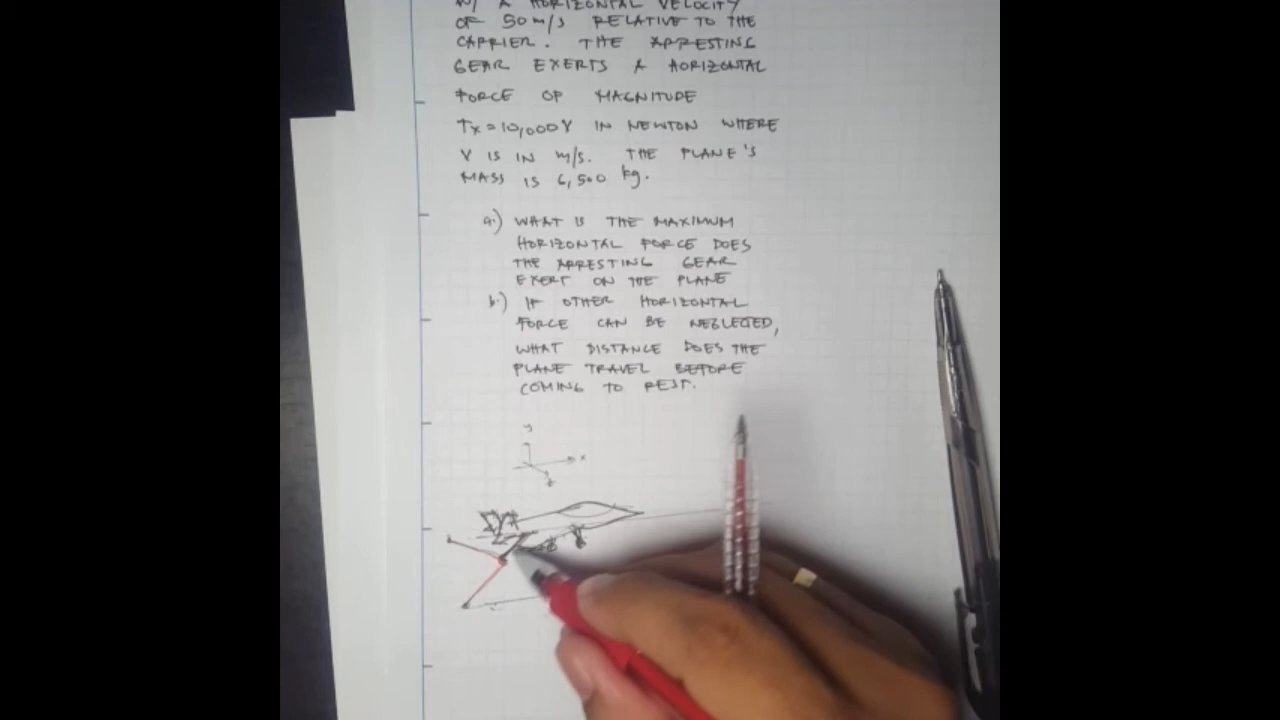 W/ A HORIZONTAL VELOCITY
OF 50 m/s RELATIVE TO THE
CARRIER. THE ARRESTING
GEAR EXERTS A HORIZONTAL
FORCE OF MAGNITUDE
Tx = 10,000 V IN NEWTON WHERE
V IS IN m/s. THE PLANE'S
MASS IS 6,500 kg.
a.) WHAT IS THE MAXIMUM
HORIZONTAL FORCE DOES
THE ARRESTING GEAR
EXERT ON THE PLANE
b.) IF OTHER HORIZONTAL
FORCE CAN BE NEGLECTED,
WHAT DISTANCE DOES THE
PLANE TRAVEL BEFORE
COMING TO REST.
y
x
z